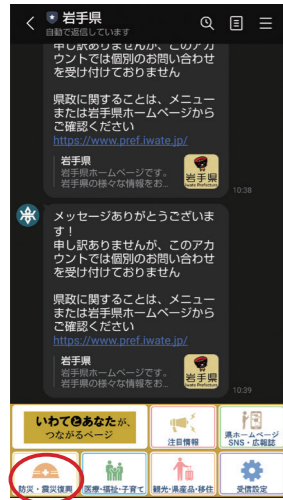 岩手県
自動で返信しています
申し訳ありませんが、このアカ
ウントでは個別のお問い合わせ
を受け付けておりません
県政に関することは、メニュー
または岩手県ホームページから
ご確認ください
https://www.pref.iwate.jp/
岩手県
岩手県ホームページです。
岩手県の様々な情報をお...
岩手県
Iwate Prefecture
10:38
メッセージありがとうございま
す！
申し訳ありませんが、このアカ
ウントでは個別のお問い合わせ
を受け付けておりません
県政に関することは、メニュー
または岩手県ホームページから
ご確認ください
https://www.pref.iwate.jp/
岩手県
岩手県ホームページです。
岩手県の様々な情報をお...
岩手県
Iwate Prefecture
10:39
いわてとあなたが、
つながるページ
注目情報
県ホームページ
SNS・広報誌
防災・震災復興
医療・福祉・子育て
観光・県産品・移住
受信設定